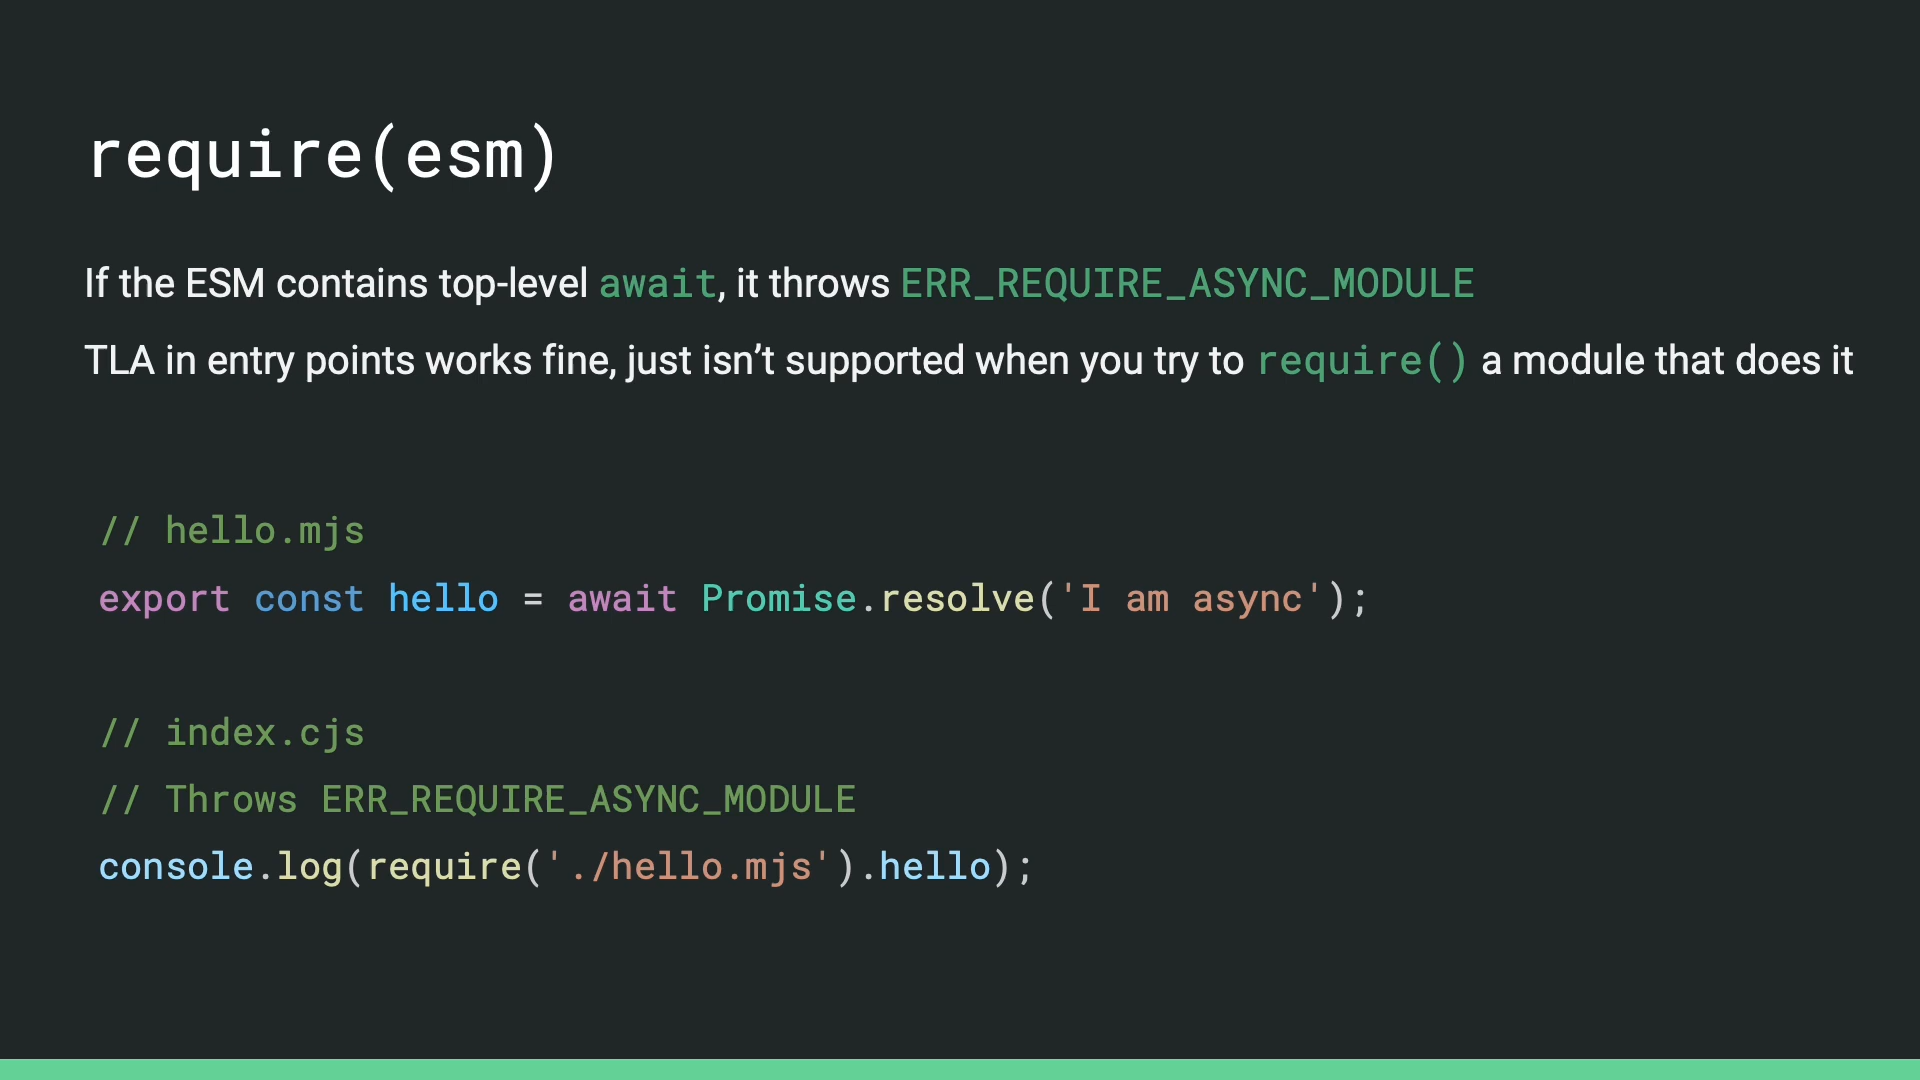 require(esm)
If the ESM contains top-level await, it throws ERR_REQUIRE_ASYNC_MODULE
TLA in entry points works fine, just isn’t supported when you try to require() a module that does it
// hello.mjs
export const hello = await Promise.resolve('I am async');
// index.cjs
// Throws ERR_REQUIRE_ASYNC_MODULE
console.log(require('./hello.mjs').hello);